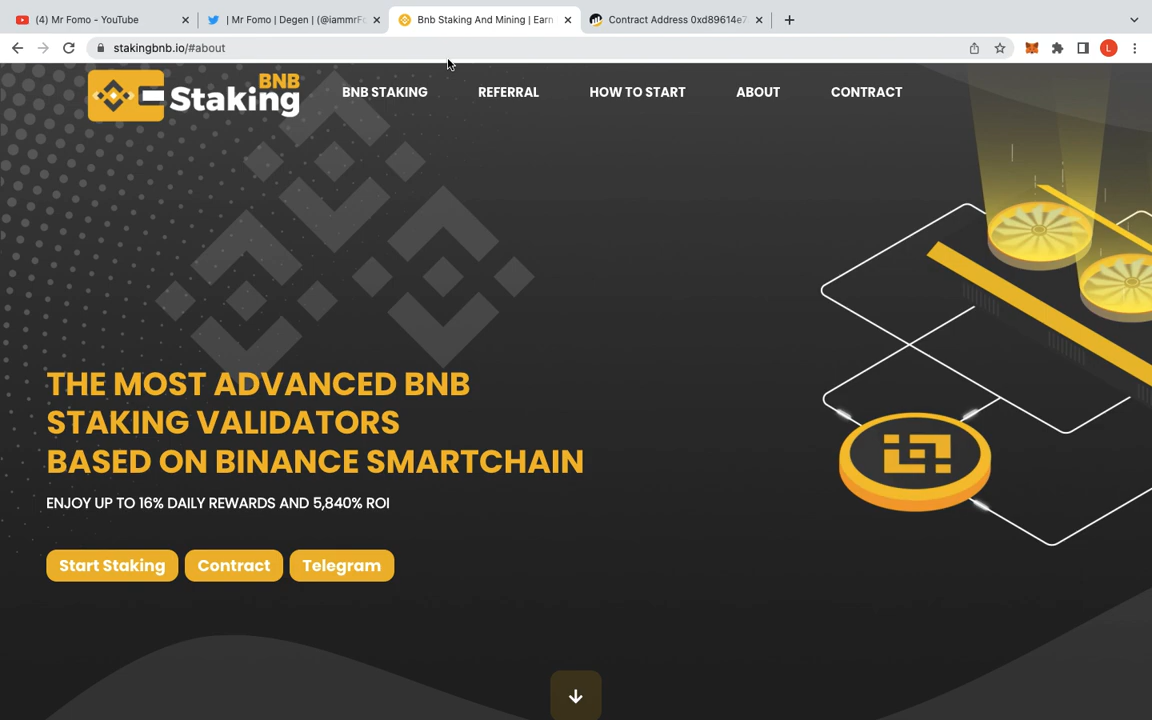 (4) Mr Fomo - YouTube
| Mr Fomo | Degen | (@iammrFo
Bnb Staking And Mining | Earn
Contract Address 0xd89614e7
stakingbnb.io/#about
L
BNB
Staking
BNB STAKING
REFERRAL
HOW TO START
ABOUT
CONTRACT
THE MOST ADVANCED BNB
STAKING VALIDATORS
BASED ON BINANCE SMARTCHAIN
ENJOY UP TO 16% DAILY REWARDS AND 5,840% ROI
Start Staking
Contract
Telegram